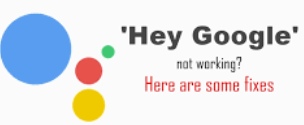 'Hey Google'
not working?
Here are some fixes